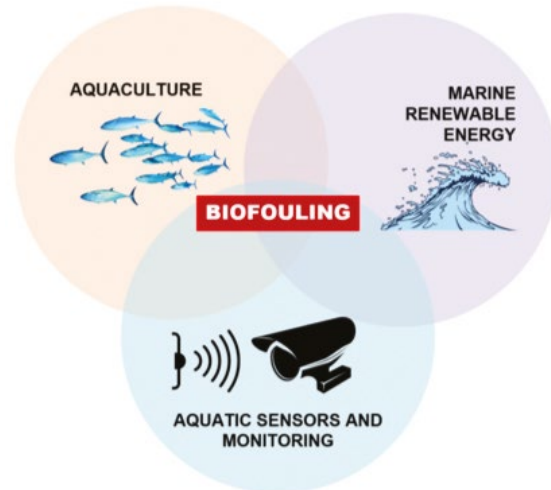 AQUACULTURE
MARINE
RENEWABLE
ENERGY
BIOFOULING
AQUATIC SENSORS AND
MONITORING